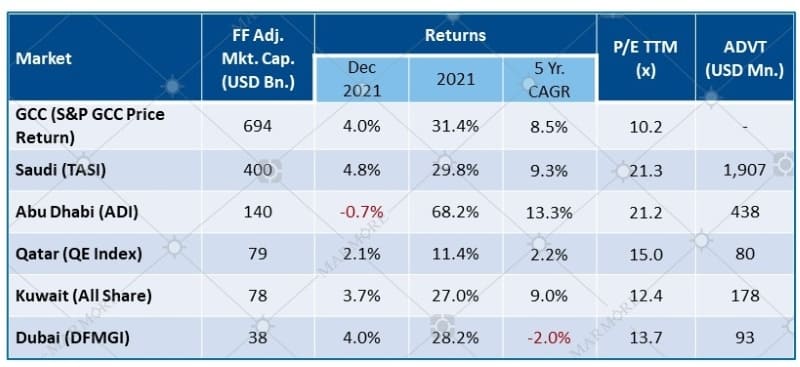 Market FF Adj. Mkt. Cap. (USD Bn.) Returns P/E TTM (x) ADVT (USD Mn.)
Dec 2021 2021 5 Yr. CAGR
GCC (S&P GCC Price Return) 694 4.0% 31.4% 8.5% 10.2 -
Saudi (TASI) 400 4.8% 29.8% 9.3% 21.3 1,907
Abu Dhabi (ADI) 140 -0.7% 68.2% 13.3% 21.2 438
Qatar (QE Index) 79 2.1% 11.4% 2.2% 15.0 80
Kuwait (All Share) 78 3.7% 27.0% 9.0% 12.4 178
Dubai (DFMGI) 38 4.0% 28.2% -2.0% 13.7 93
MARMORE
MARMORE
MARMORE